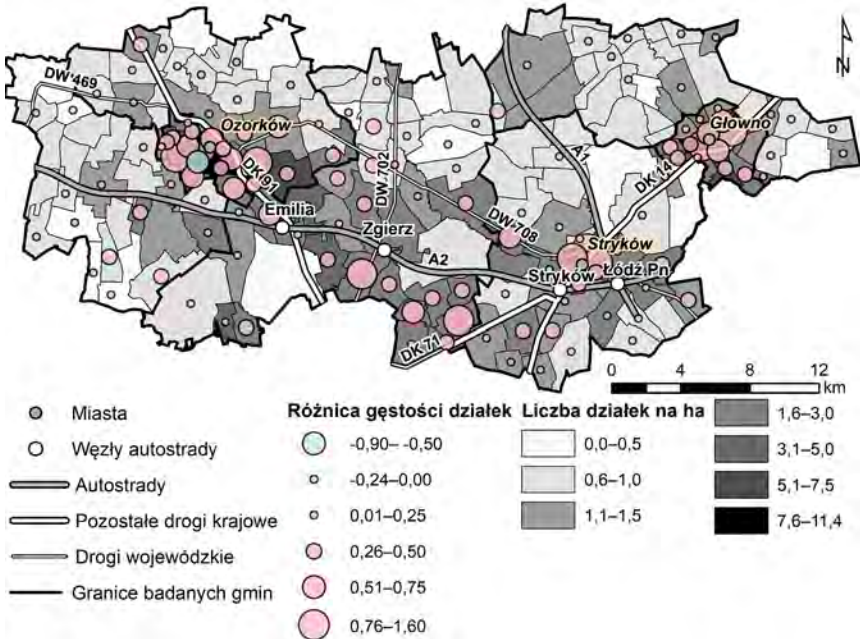 N
DW 469
Ozorków
DK 91
DW 702
A1
Głowno
DK 14
Emilia
DW 708
Zgierz
Stryków
A2
Stryków
Łódź Pn
DK 71
0 4 8 12
km
Miasta
Węzły autostrady
Autostrady
Pozostałe drogi krajowe
Drogi wojewódzkie
Granice badanych gmin
Różnica gęstości działek
-0,90– -0,50
-0,24–0,00
0,01–0,25
0,26–0,50
0,51–0,75
0,76–1,60
Liczba działek na ha
0,0–0,5
0,6–1,0
1,1–1,5
1,6–3,0
3,1–5,0
5,1–7,5
7,6–11,4